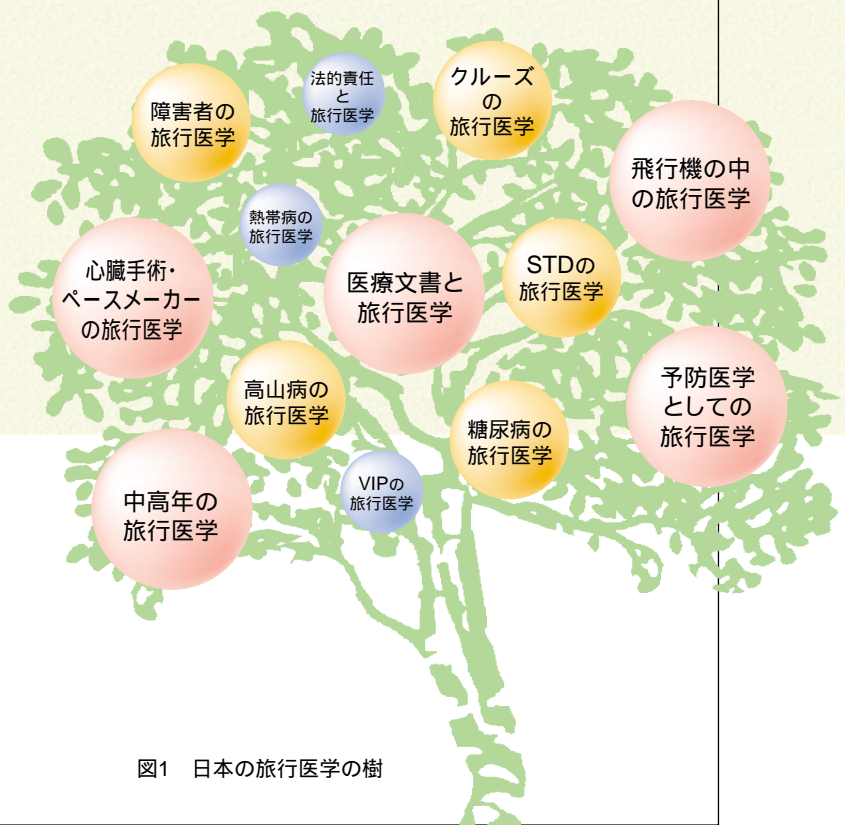 法的責任
と
旅行医学
クルーズ
の
旅行医学
障害者の
旅行医学
飛行機の中
の旅行医学
熱帯病の
旅行医学
心臓手術・
ペースメーカー
の旅行医学
医療文書と
旅行医学
STDの
旅行医学
高山病の
旅行医学
予防医学
としての
旅行医学
糖尿病の
旅行医学
中高年の
旅行医学
VIPの
旅行医学
図1 日本の旅行医学の樹